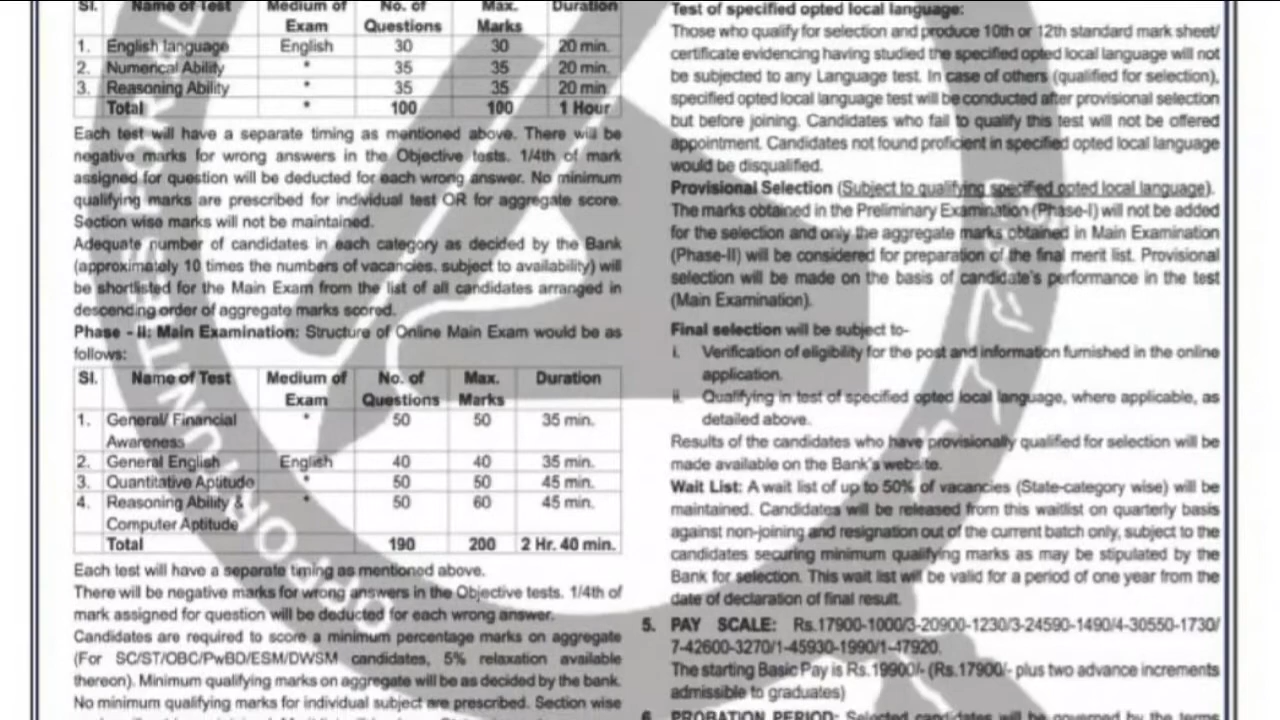 Sl. Name of Test Medium of Exam No. of Questions Max. Marks Duration
1. English language English 30 30 20 min.
2. Numerical Ability * 35 35 20 min.
3. Reasoning Ability * 35 35 20 min.
Total * 100 100 1 Hour
Each test will have a separate timing as mentioned above. There will be
negative marks for wrong answers in the Objective tests. 1/4th of mark
assigned for question will be deducted for each wrong answer. No minimum
qualifying marks are prescribed for individual test OR for aggregate score.
Section wise marks will not be maintained.
Adequate number of candidates in each category as decided by the Bank
(approximately 10 times the numbers of vacancies, subject to availability) will
be shortlisted for the Main Exam from the list of all candidates arranged in
descending order of aggregate marks scored.
Phase - II: Main Examination: Structure of Online Main Exam would be as
follows:
Sl. Name of Test Medium of Exam No. of Questions Max. Marks Duration
1. General/ Financial Awareness * 50 50 35 min.
2. General English English 40 40 35 min.
3. Quantitative Aptitude * 50 50 45 min.
4. Reasoning Ability & Computer Aptitude * 50 60 45 min.
Total 190 200 2 Hr. 40 min.
Each test will have a separate timing as mentioned above.
There will be negative marks for wrong answers in the Objective tests. 1/4th of
mark assigned for question will be deducted for each wrong answer.
Candidates are required to score a minimum percentage marks on aggregate
(For SC/ST/OBC/PwBD/ESM/DWSM candidates, 5% relaxation available
thereon). Minimum qualifying marks on aggregate will be as decided by the bank.
No minimum qualifying marks for individual subject are prescribed. Section wise
Test of specified opted local language:
Those who qualify for selection and produce 10th or 12th standard mark sheet/
certificate evidencing having studied the specified opted local language will not
be subjected to any Language test. In case of others (qualified for selection),
specified opted local language test will be conducted after provisional selection
but before joining. Candidates who fail to qualify this test will not be offered
appointment. Candidates not found proficient in specified opted local language
would be disqualified.
Provisional Selection (Subject to qualifying specified opted local language).
The marks obtained in the Preliminary Examination (Phase-I) will not be added
for the selection and only the aggregate marks obtained in Main Examination
(Phase-II) will be considered for preparation of the final merit list. Provisional
selection will be made on the basis of candidate's performance in the test
(Main Examination).
Final selection will be subject to-
i. Verification of eligibility for the post and information furnished in the online
application.
ii. Qualifying in test of specified opted local language, where applicable, as
detailed above.
Results of the candidates who have provisionally qualified for selection will be
made available on the Bank's website.
Wait List: A wait list of up to 50% of vacancies (State-category wise) will be
maintained. Candidates will be released from this waitlist on quarterly basis
against non-joining and resignation out of the current batch only, subject to the
candidates securing minimum qualifying marks as may be stipulated by the
Bank for selection. This wait list will be valid for a period of one year from the
date of declaration of final result.
5. PAY SCALE: Rs.17900-1000/3-20900-1230/3-24590-1490/4-30550-1730/
7-42600-3270/1-45930-1990/1-47920.
The starting Basic Pay is Rs.19900/- (Rs.17900/- plus two advance increments
admissible to graduates)
6. PROBATION PERIOD: Selected candidates will be governed by the terms